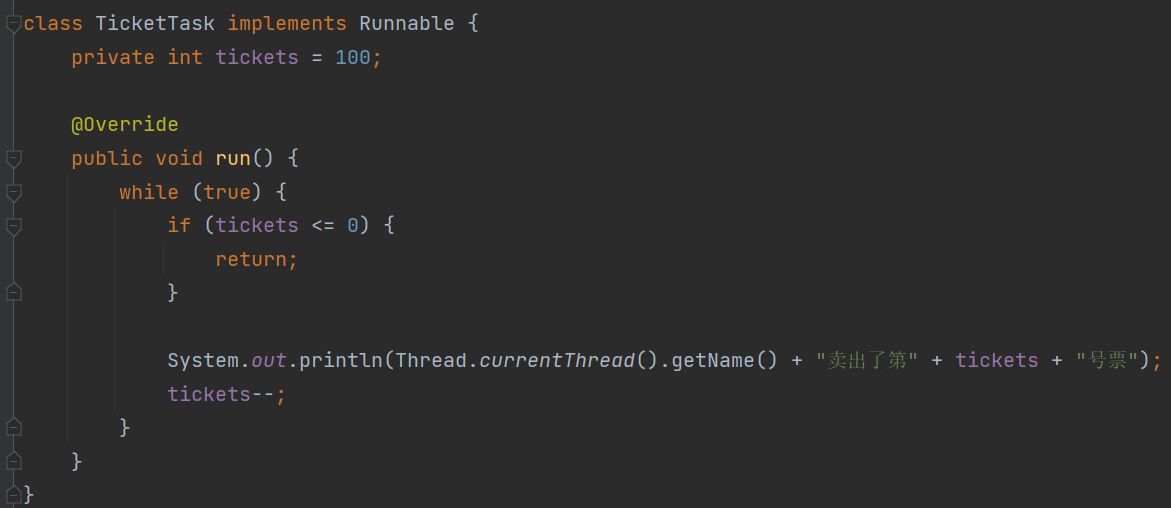 class TicketTask implements Runnable {
    private int tickets = 100;

    @Override
    public void run() {
        while (true) {
            if (tickets <= 0) {
                return;
            }

            System.out.println(Thread.currentThread().getName() + "卖出了第" + tickets + "号票");
            tickets--;
        }
    }
}